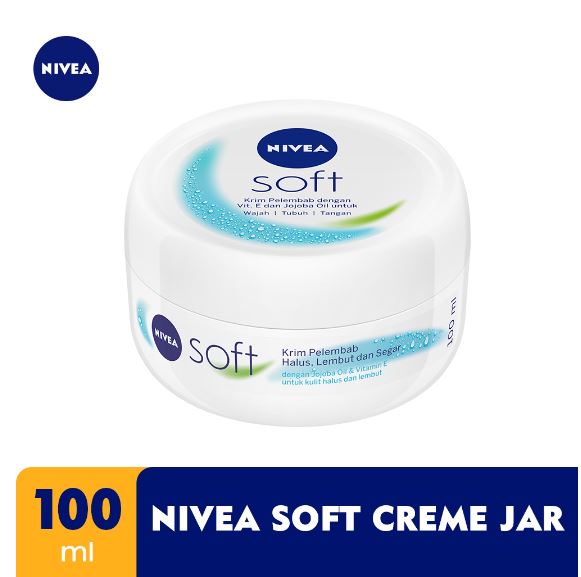 NIVEA
NIVEA
soft
Krim Pelembab dengan
Vit. E dan Jojoba Oil untuk
Wajah | Tubuh | Tangan
NIVEA
soft
Krim Pelembab
Halus, Lembut dan Segar
dengan Jojoba Oil & Vitamin E
untuk kulit halus dan lembut
100 ml
100
ml
NIVEA SOFT CREME JAR